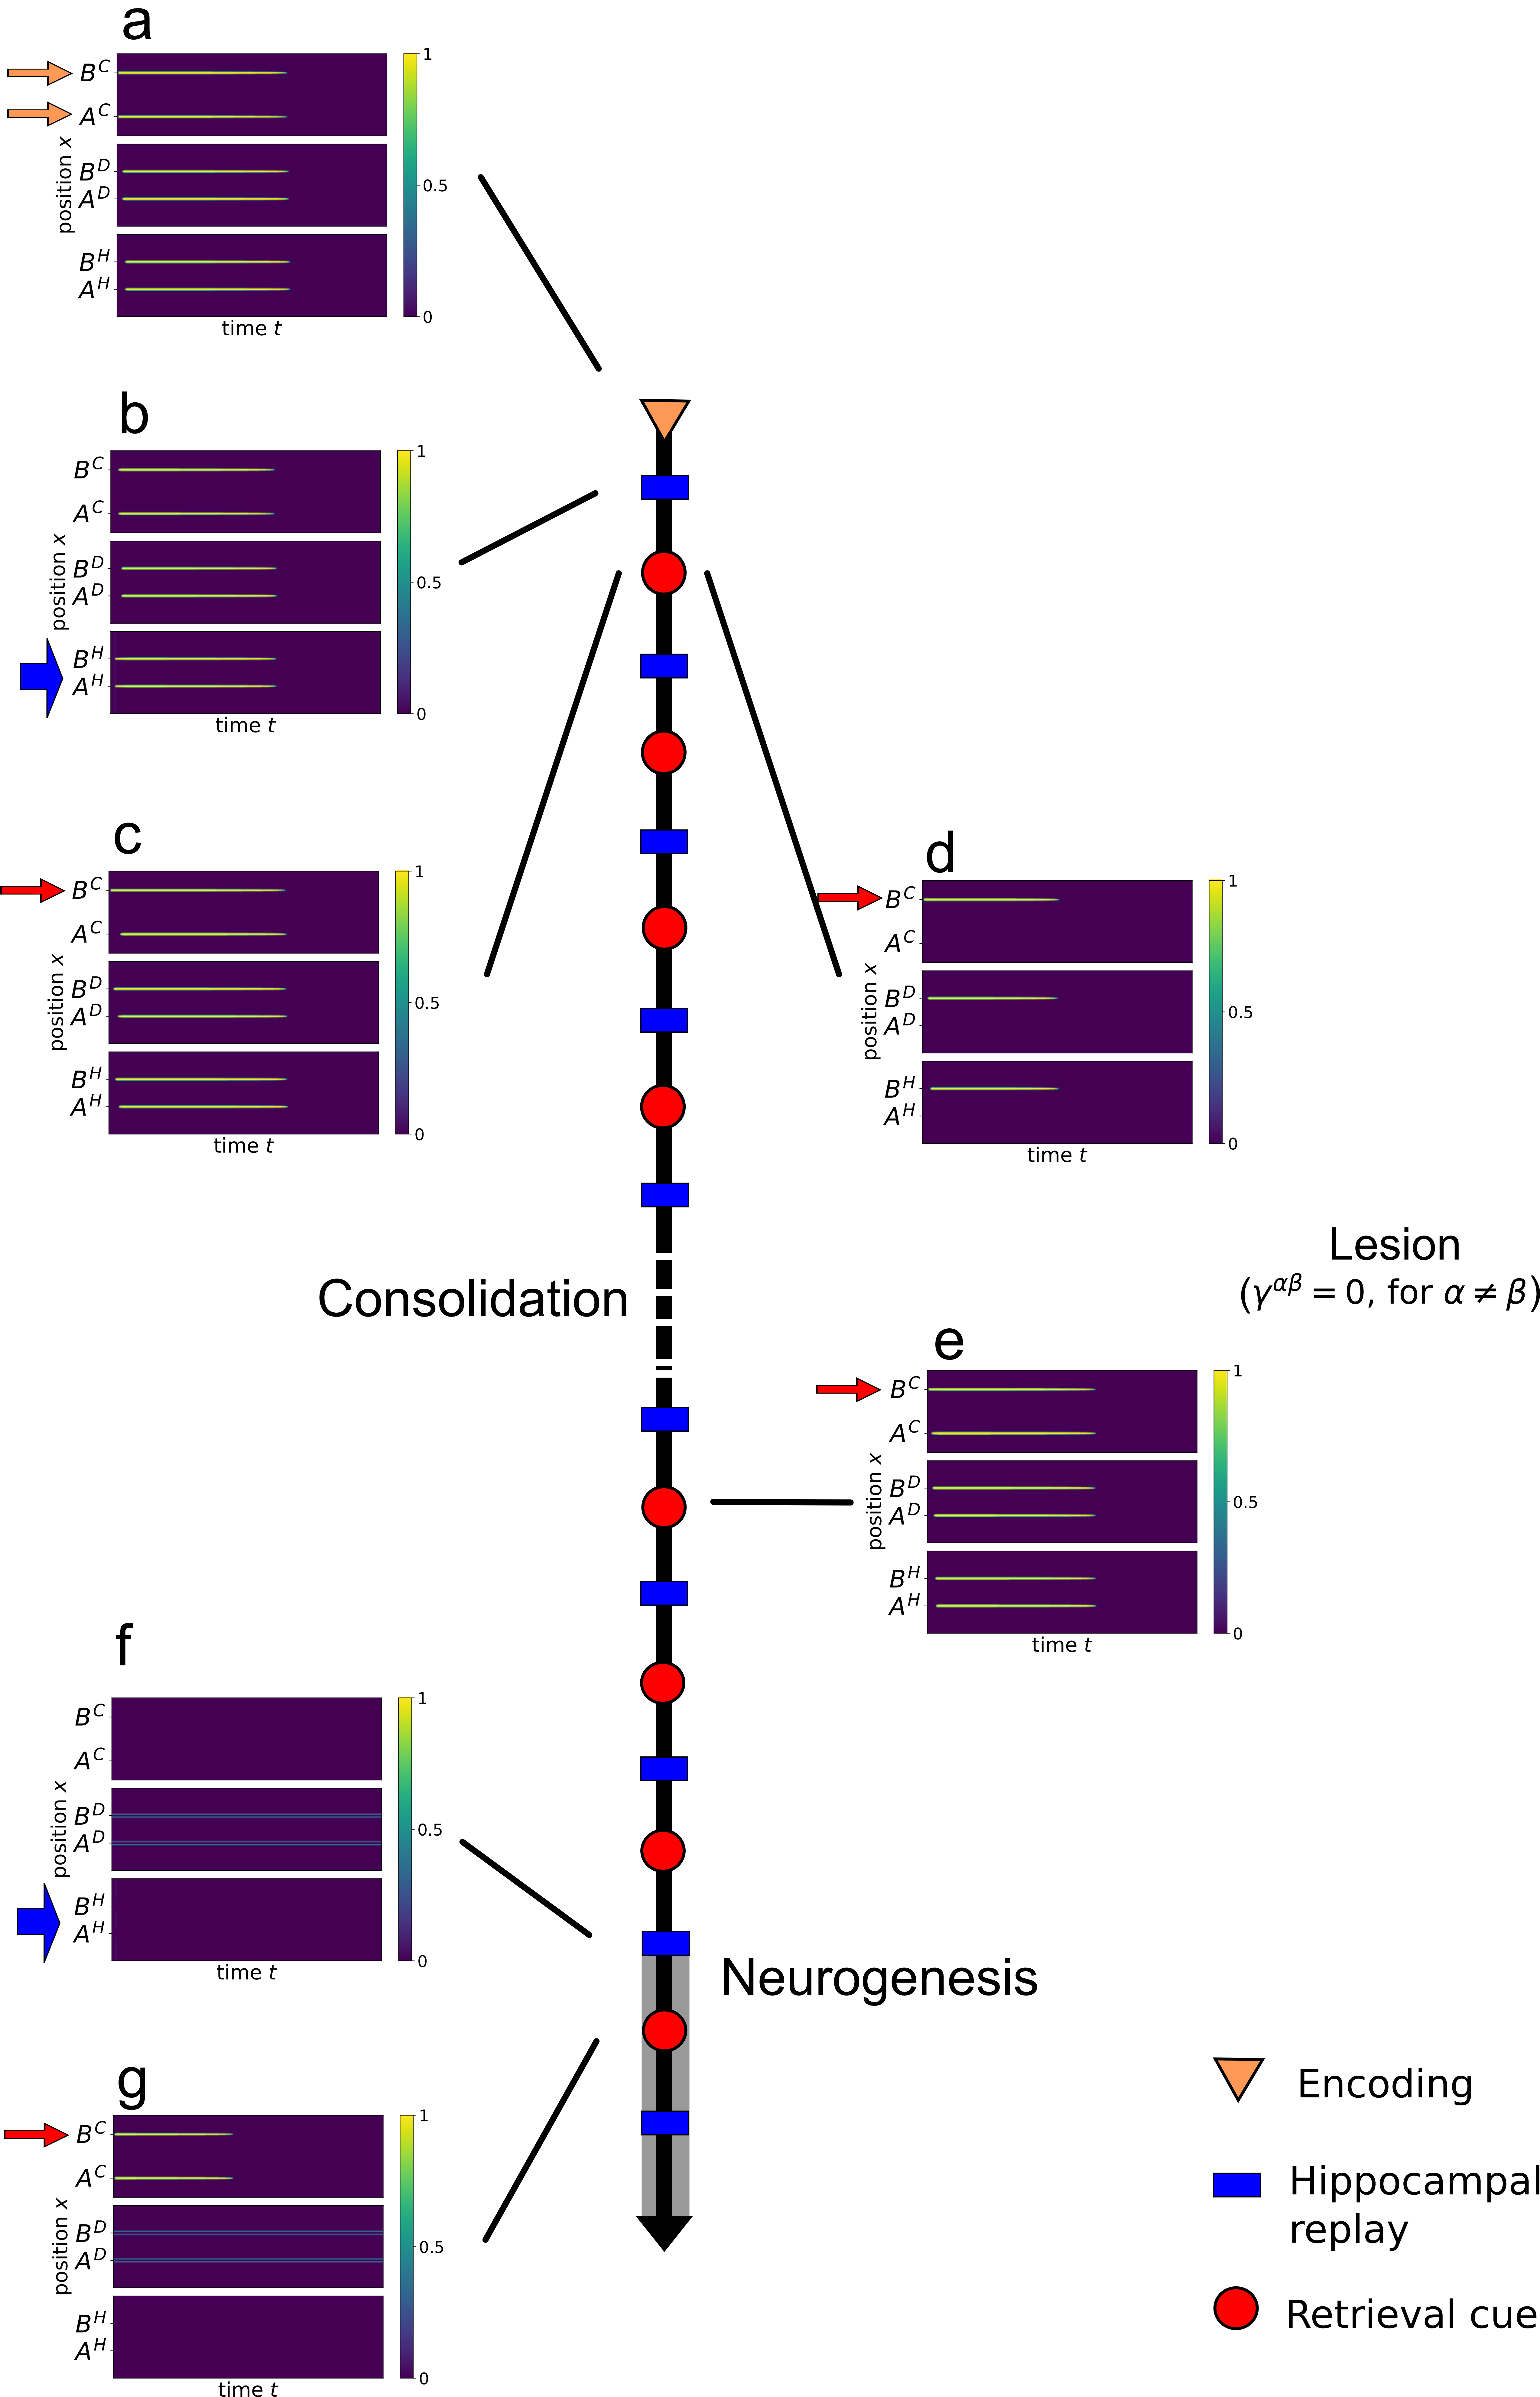 a
B^C
A^C
B^D
A^D
B^H
A^H
position x
time t
1
0.5
0
b
B^C
A^C
B^D
A^D
B^H
A^H
position x
time t
1
0.5
0
c
B^C
A^C
B^D
A^D
B^H
A^H
position x
time t
1
0.5
0
d
B^C
A^C
B^D
A^D
B^H
A^H
position x
time t
1
0.5
0
Lesion
(γ^{αβ} = 0, for α ≠ β)
Consolidation
e
B^C
A^C
B^D
A^D
B^H
A^H
position x
time t
1
0.5
0
f
B^C
A^C
B^D
A^D
B^H
A^H
position x
time t
1
0.5
0
Neurogenesis
g
B^C
A^C
B^D
A^D
B^H
A^H
position x
time t
1
0.5
0
Encoding
Hippocampal
replay
Retrieval cue